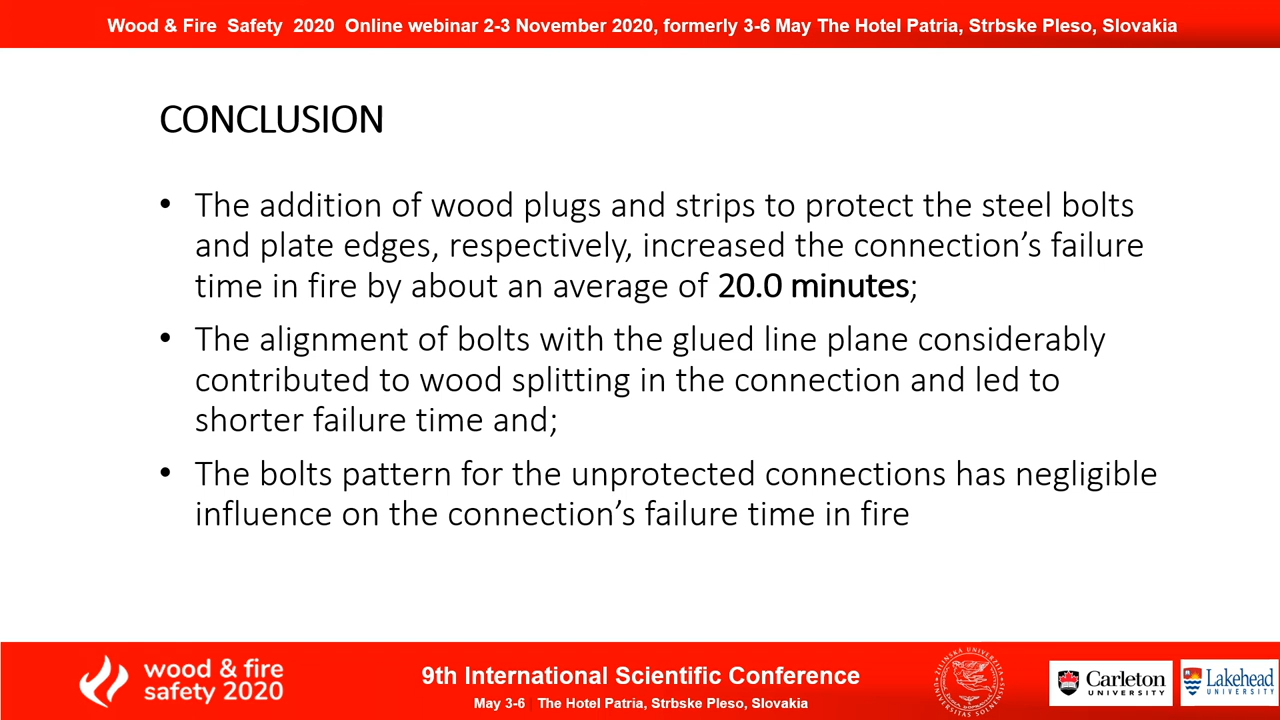 Wood & Fire Safety 2020 Online webinar 2-3 November 2020, formerly 3-6 May The Hotel Patria, Strbske Pleso, Slovakia
CONCLUSION
• The addition of wood plugs and strips to protect the steel bolts
and plate edges, respectively, increased the connection’s failure
time in fire by about an average of 20.0 minutes;
• The alignment of bolts with the glued line plane considerably
contributed to wood splitting in the connection and led to
shorter failure time and;
• The bolts pattern for the unprotected connections has negligible
influence on the connection’s failure time in fire
wood & fire
safety 2020
9th International Scientific Conference
May 3-6 The Hotel Patria, Strbske Pleso, Slovakia
Carleton
UNIVERSITY
Lakehead
UNIVERSITY